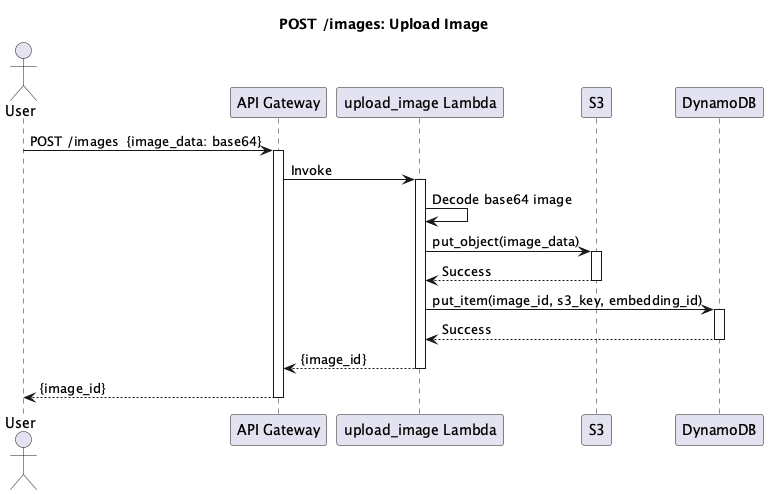 POST /images: Upload Image
User
API Gateway
upload_image Lambda
S3
DynamoDB
POST /images {image_data: base64}
Invoke
Decode base64 image
put_object(image_data)
Success
put_item(image_id, s3_key, embedding_id)
Success
{image_id}
{image_id}
User
API Gateway
upload_image Lambda
S3
DynamoDB